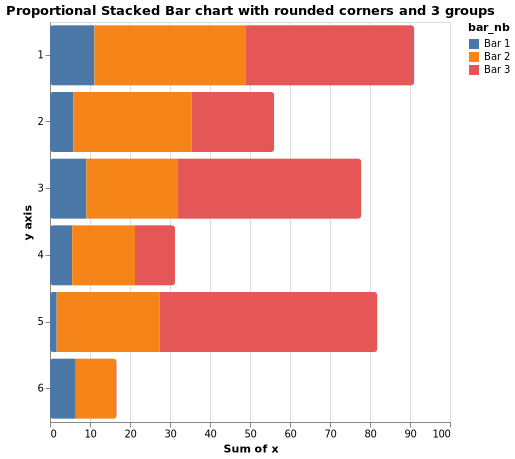 Proportional Stacked Bar chart with rounded corners and 3 groups
bar_nb
Bar 1
Bar 2
Bar 3
y axis
1
2
3
4
5
6
0 10 20 30 40 50 60 70 80 90 100
Sum of x